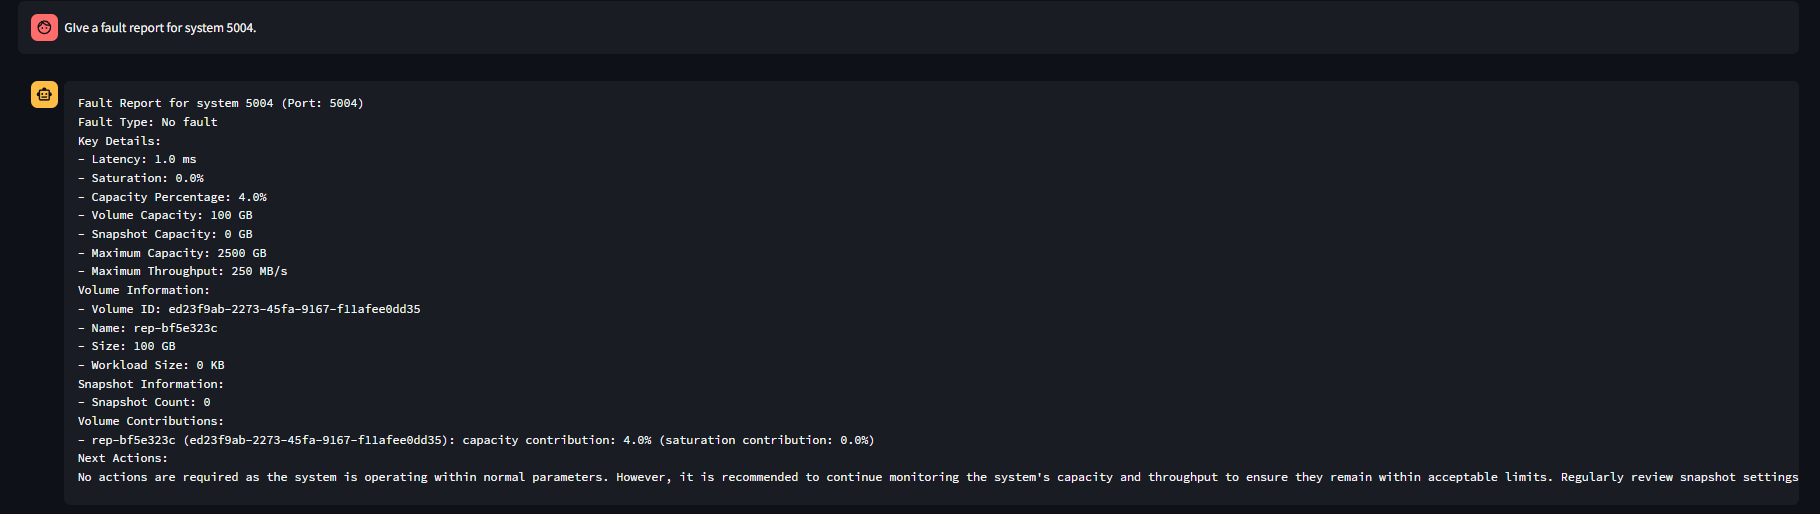 GIve a fault report for system 5004.
Fault Report for system 5004 (Port: 5004)
Fault Type: No fault
Key Details:
- Latency: 1.0 ms
- Saturation: 0.0%
- Capacity Percentage: 4.0%
- Volume Capacity: 100 GB
- Snapshot Capacity: 0 GB
- Maximum Capacity: 2500 GB
- Maximum Throughput: 250 MB/s
Volume Information:
- Volume ID: ed23f9ab-2273-45fa-9167-f11afee0dd35
- Name: rep-bf5e323c
- Size: 100 GB
- Workload Size: 0 KB
Snapshot Information:
- Snapshot Count: 0
Volume Contributions:
- rep-bf5e323c (ed23f9ab-2273-45fa-9167-f11afee0dd35): capacity contribution: 4.0% (saturation contribution: 0.0%)
Next Actions:
No actions are required as the system is operating within normal parameters. However, it is recommended to continue monitoring the system's capacity and throughput to ensure they remain within acceptable limits. Regularly review snapshot settings